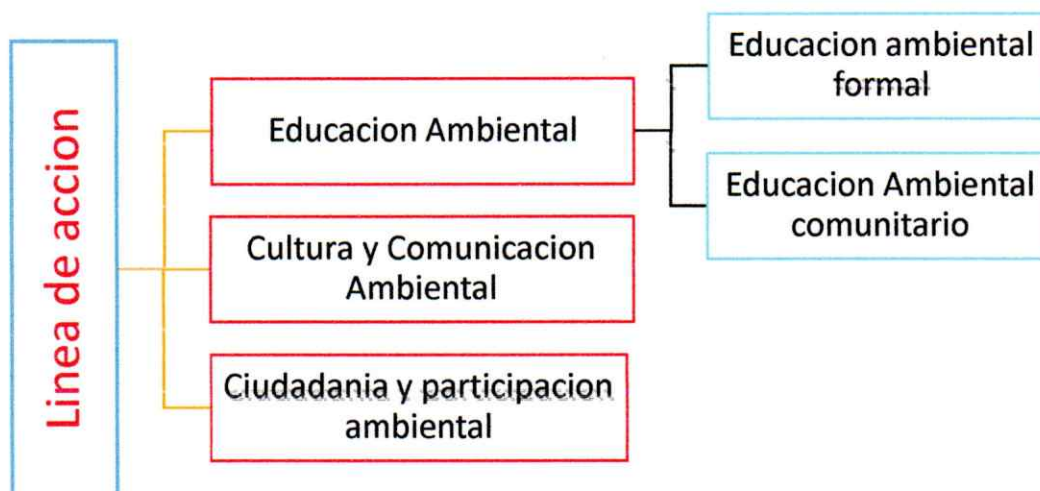 Linea de accion
Educacion Ambiental
Cultura y Comunicacion
Ambiental
Ciudadania y participacion
ambiental
Educacion ambiental
formal
Educacion Ambiental
comunitario